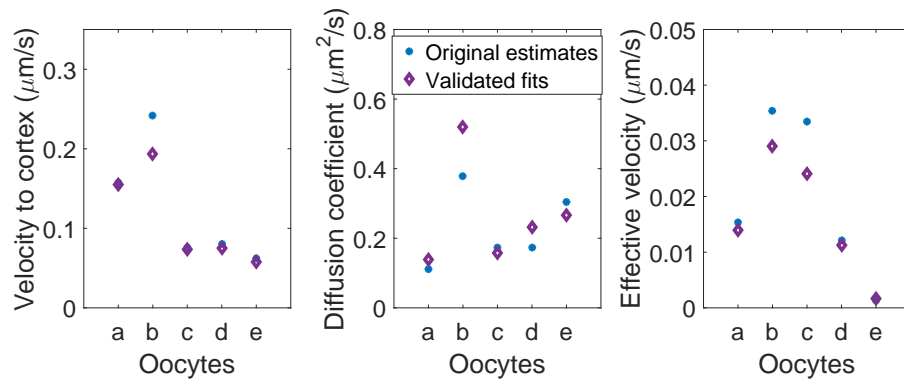 Velocity to cortex (μm/s)
0.3
0.2
0.1
0
a b c d e
Oocytes
Diffusion coefficient (μm²/s)
0.8
0.6
0.4
0.2
0
Original estimates
Validated fits
a b c d e
Oocytes
Effective velocity (μm/s)
0.05
0.04
0.03
0.02
0.01
0
a b c d e
Oocytes